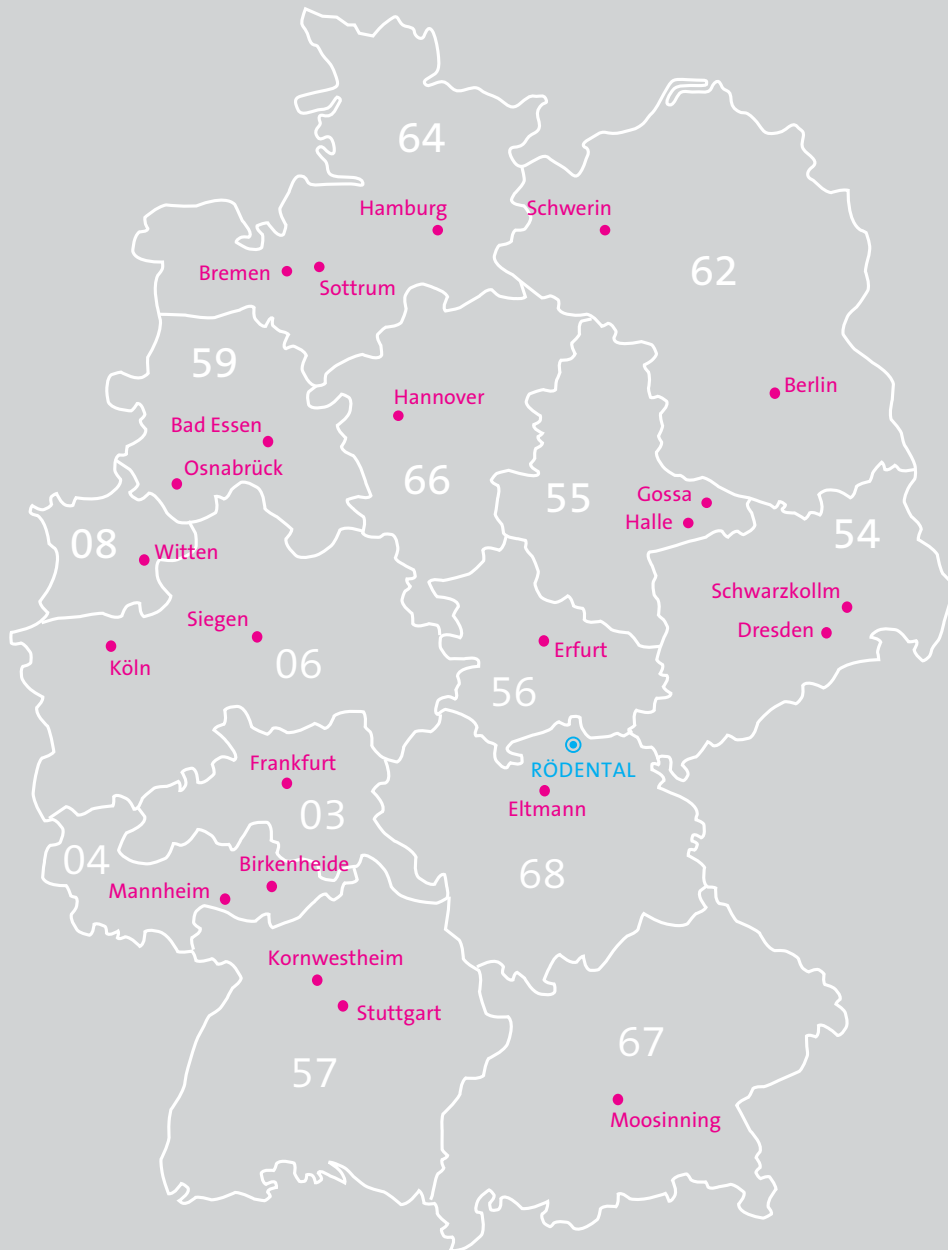 64
Hamburg
Schwerin
Bremen
Sottrum
62
59
Berlin
Hannover
Bad Essen
Osnabrück
66
55
Gossa
Halle
08
Witten
54
Schwarzkollm
Siegen
Dresden
Köln
06
Erfurt
56
Frankfurt
RÖDENTAL
03
Eltmann
04
Birkenheide
Mannheim
68
Kornwestheim
Stuttgart
67
57
Moosinning